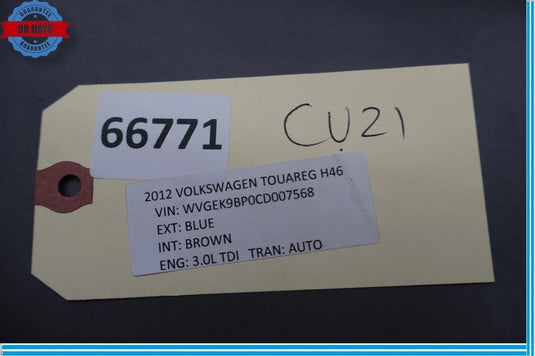 GUARANTEE
90 DAYS
GUARANTEE
66771
CU21
2012 VOLKSWAGEN TOUAREG H46
VIN: WVGEK9BP0CD007568
EXT: BLUE
INT: BROWN
ENG: 3.0L TDI TRAN: AUTO